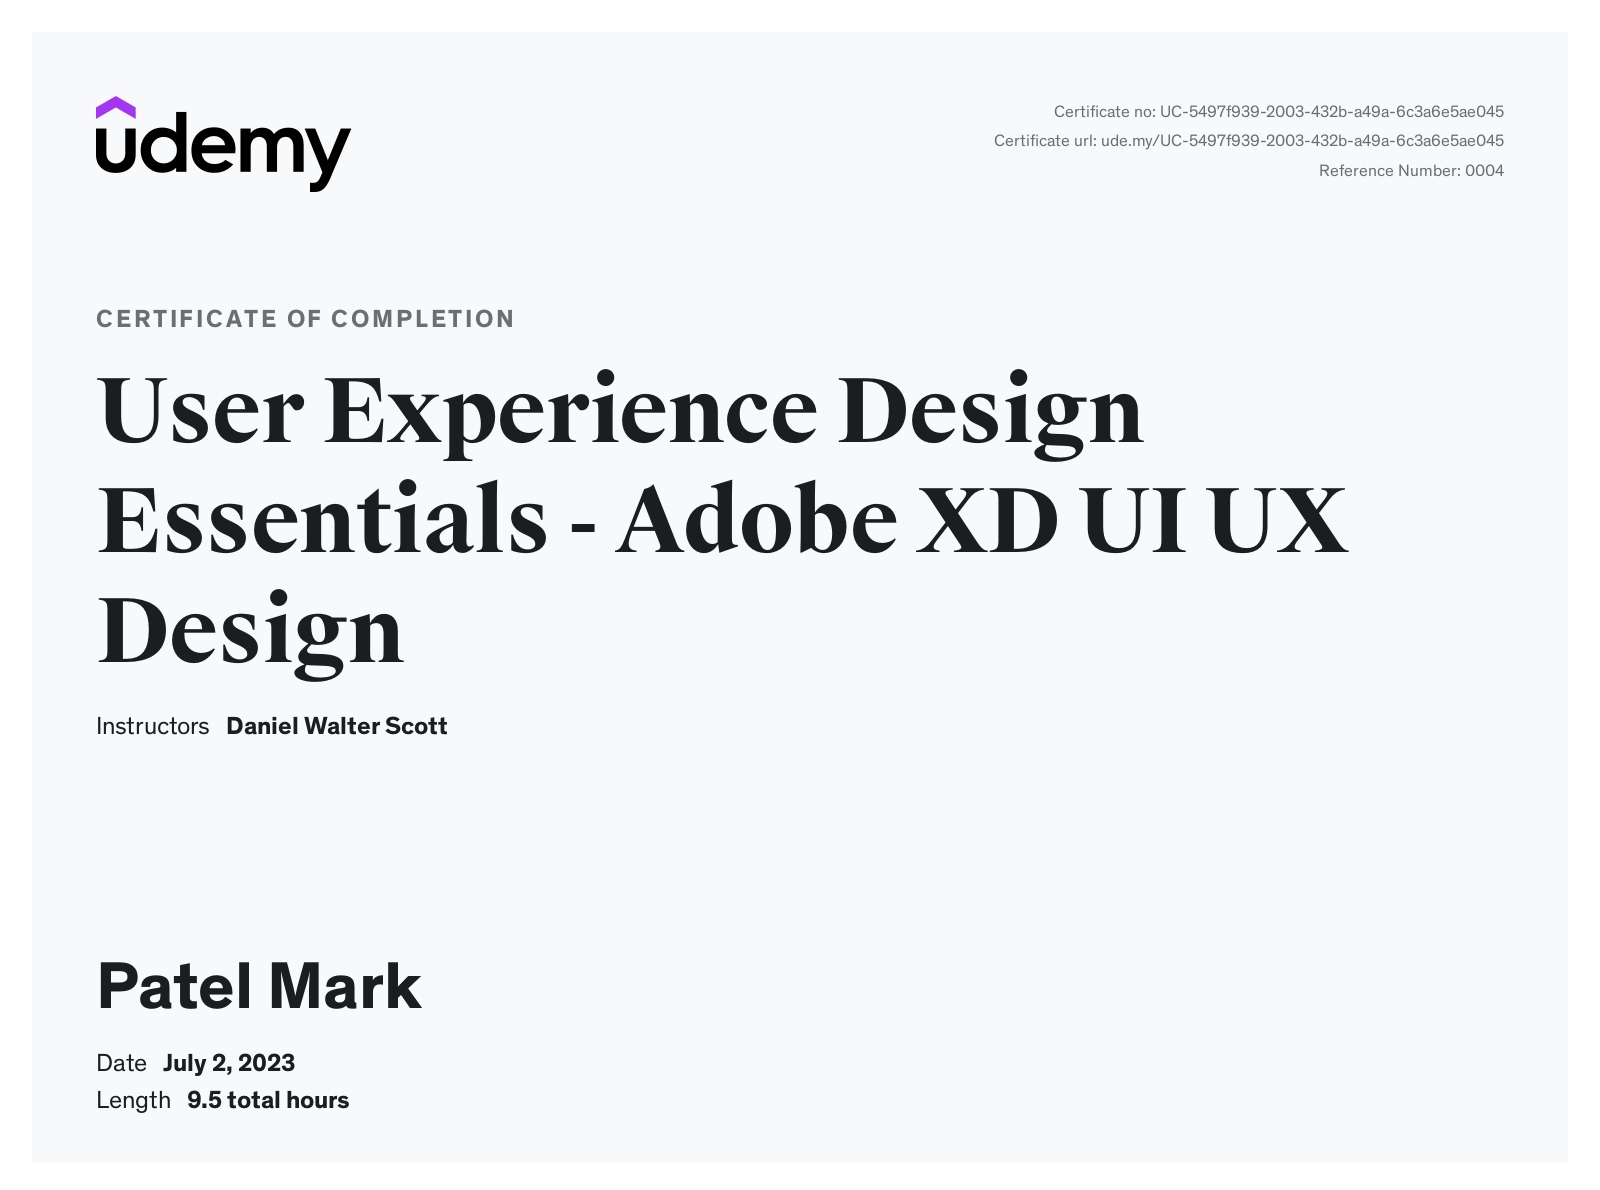 udemy
Certificate no: UC-5497f939-2003-432b-a49a-6c3a6e5ae045
Certificate url: ude.my/UC-5497f939-2003-432b-a49a-6c3a6e5ae045
Reference Number: 0004
CERTIFICATE OF COMPLETION
User Experience Design
Essentials - Adobe XD UI UX
Design
Instructors Daniel Walter Scott
Patel Mark
Date July 2, 2023
Length 9.5 total hours